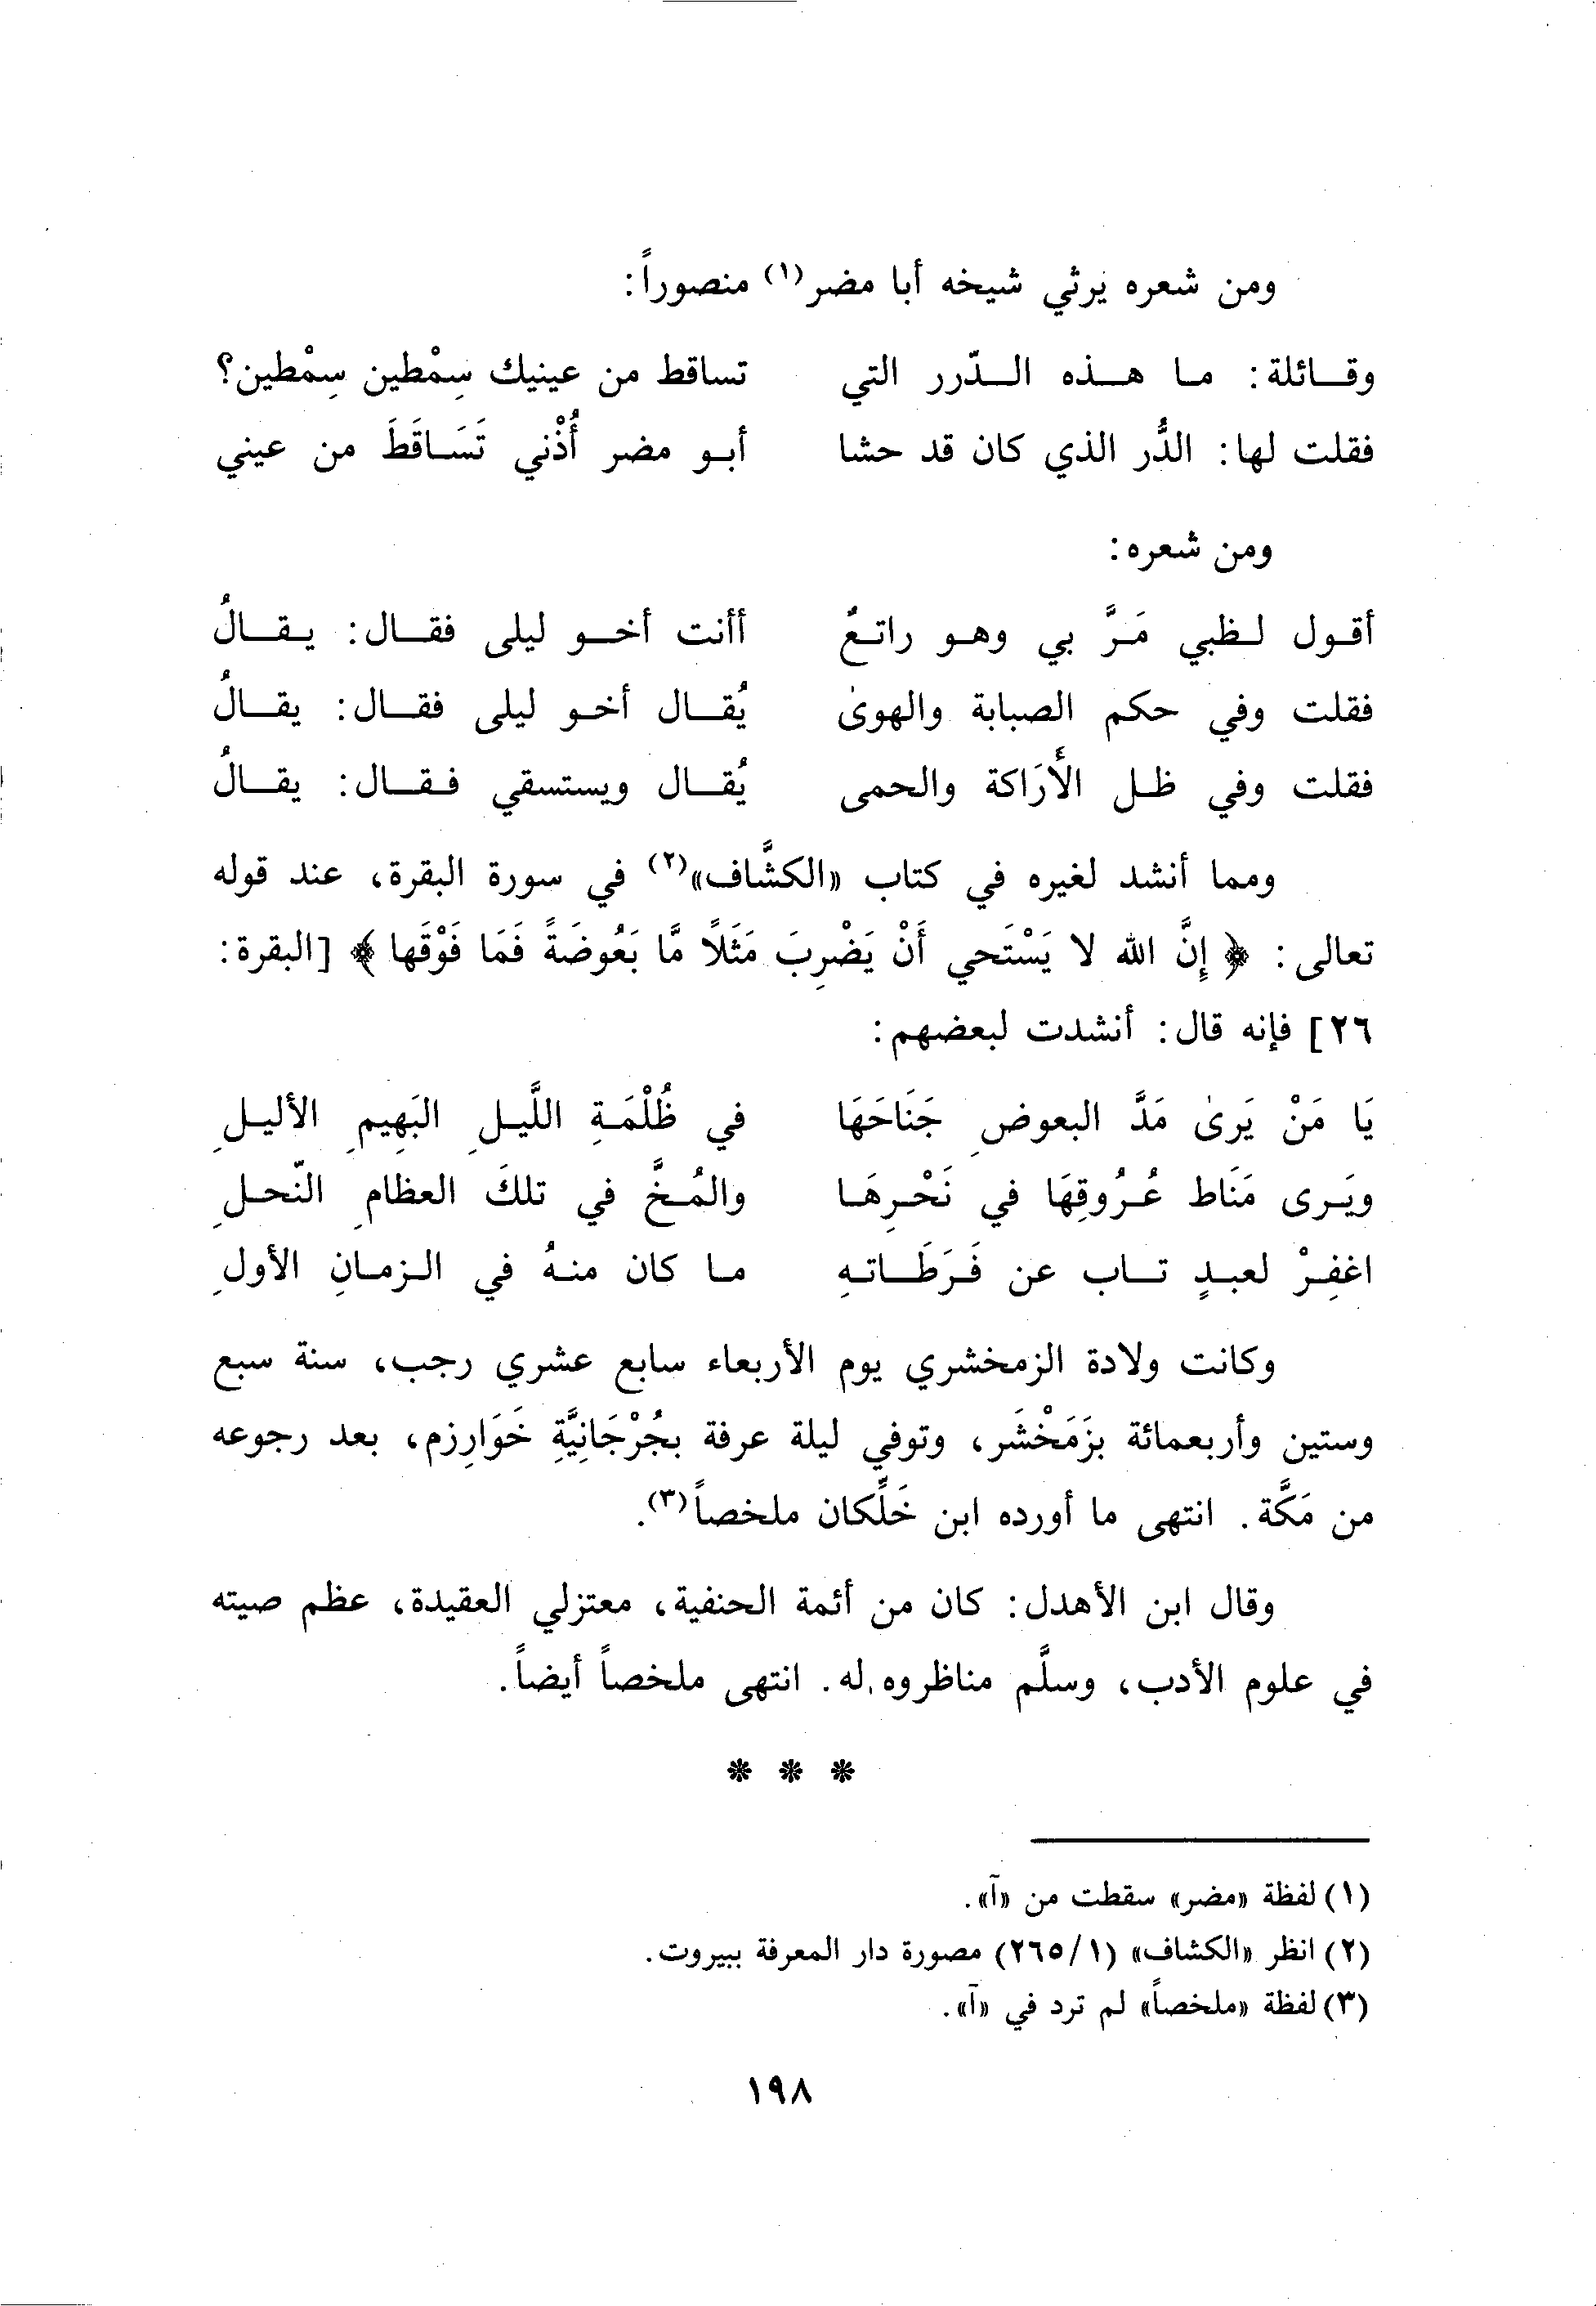 ومن شعره يرثي شيخه أبا مضر(١) منصوراً:
وقائلة: ما هذه الدّرر التي تساقط من عينيك سِمْطين سِمْطين؟
فقلت لها: الدُّر الذي كان قد حشا أبو مضر أُذْني تَسَاقَطَ من عيني
ومن شعره:
أقول لظبي مَرَّ بي وهو راتعٌ أأنت أخو ليلى فقال: يقالُ
فقلت وفي حكم الصبابة والهوىٰ يُقال أخو ليلى فقال: يقالُ
فقلت وفي ظل الأَرَاكة والحمى يُقال ويستسقي فقال: يقالُ
ومما أنشد لغيره في كتاب «الكشَّاف»(٢) في سورة البقرة، عند قوله
تعالى: ﴿ إِنَّ الله لا يَسْتَحي أَنْ يَضْرِبَ مَثَلاً مَّا بَعُوضَةً فَمَا فَوْقَها ﴾ [البقرة:
٢٦] فإنه قال: أنشدت لبعضهم:
يَا مَنْ يَرىٰ مَدَّ البعوضِ جَنَاحَهَا في ظُلْمَةِ اللَّيلِ البَهِيمِ الأليلِ
ويَرى مَنَاط عُرُوقِهَا في نَحْرِهَا والمُخَّ في تلكَ العظامِ النّحلِ
اغفِرْ لعبدٍ تاب عن فَرَطَاتهِ ما كان منهُ في الزمانِ الأولِ
وكانت ولادة الزمخشري يوم الأربعاء سابع عشري رجب، سنة سبع
وستين وأربعمائة بزَمَخْشَر، وتوفي ليلة عرفة بجُرْجَانِيَّةِ خَوَارِزم، بعد رجوعه
من مَكَّة. انتهى ما أورده ابن خَلِّكان ملخصاً(٣).
وقال ابن الأهدل: كان من أئمة الحنفية، معتزلي العقيدة، عظم صيته
في علوم الأدب، وسلَّم مناظروه له. انتهى ملخصاً أيضاً.
* * *
(١) لفظة «مضر» سقطت من «آ».
(٢) انظر «الكشاف» (١/٢٦٥) مصورة دار المعرفة ببيروت.
(٣) لفظة «ملخصاً» لم ترد في «آ».
١٩٨